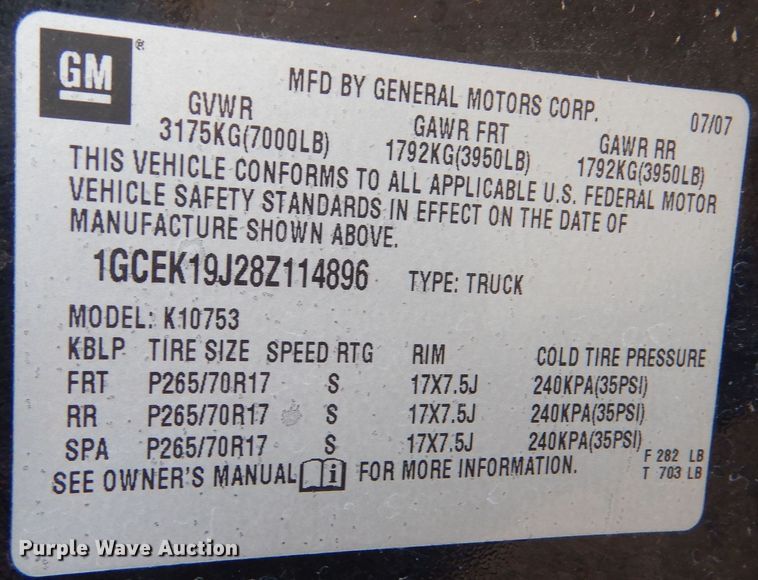 GM ®
MFD BY GENERAL MOTORS CORP. 07/07
GVWR GAWR FRT GAWR RR
3175KG(7000LB) 1792KG(3950LB) 1792KG(3950LB)
THIS VEHICLE CONFORMS TO ALL APPLICABLE U.S. FEDERAL MOTOR
VEHICLE SAFETY STANDARDS IN EFFECT ON THE DATE OF
MANUFACTURE SHOWN ABOVE.
1GCEK19J28Z114896 TYPE: TRUCK
MODEL: K10753
KBLP TIRE SIZE SPEED RTG RIM COLD TIRE PRESSURE
FRT P265/70R17 S 17X7.5J 240KPA(35PSI)
RR P265/70R17 S 17X7.5J 240KPA(35PSI)
SPA P265/70R17 S 17X7.5J 240KPA(35PSI)
SEE OWNER'S MANUAL i FOR MORE INFORMATION.
F 282 LB
T 703 LB
Purple Wave Auction